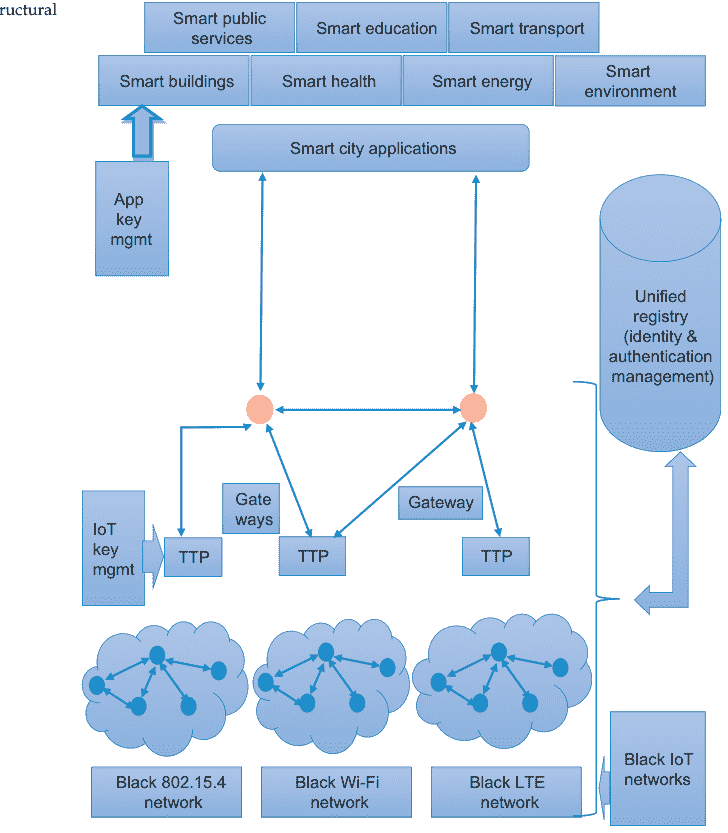 ructural
Smart public
services
Smart education
Smart transport
Smart buildings
Smart health
Smart energy
Smart
environment
Smart city applications
App
key
mgmt
Unified
registry
(identity &
authentication
management)
Gate
ways
Gateway
IoT
key
mgmt
TTP
TTP
TTP
Black 802.15.4
network
Black Wi-Fi
network
Black LTE
network
Black IoT
networks